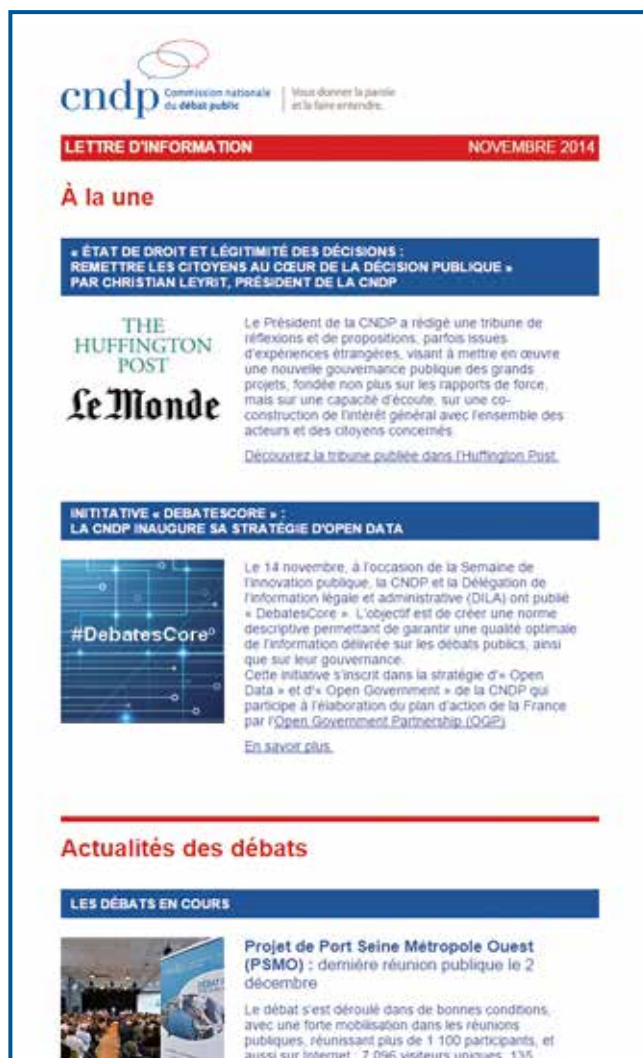 cndp Commission nationale
du débat public
Vous donner la parole
et la faire entendre.
LETTRE D'INFORMATION NOVEMBRE 2014
À la une
« ÉTAT DE DROIT ET LÉGITIMITÉ DES DÉCISIONS :
REMETTRE LES CITOYENS AU CŒUR DE LA DÉCISION PUBLIQUE »
PAR CHRISTIAN LEYRIT, PRÉSIDENT DE LA CNDP
THE
HUFFINGTON
POST
Le Monde
Le Président de la CNDP a rédigé une tribune de
réflexions et de propositions, parfois issues
d'expériences étrangères, visant à mettre en œuvre
une nouvelle gouvernance publique des grands
projets, fondée non plus sur les rapports de force,
mais sur une capacité d'écoute, sur une co-
construction de l'intérêt général avec l'ensemble des
acteurs et des citoyens concernés.
Découvrez la tribune publiée dans l'Huffington Post.
INITITATIVE « DEBATESCORE » :
LA CNDP INAUGURE SA STRATÉGIE D'OPEN DATA
#DebatesCore
Le 14 novembre, à l'occasion de la Semaine de
l'innovation publique, la CNDP et la Délégation de
l'information légale et administrative (DILA) ont publié
« DebatesCore ». L'objectif est de créer une norme
descriptive permettant de garantir une qualité optimale
de l'information délivrée sur les débats publics, ainsi
que sur leur gouvernance.
Cette initiative s'inscrit dans la stratégie d'« Open
Data » et d'« Open Government » de la CNDP qui
participe à l'élaboration du plan d'action de la France
par l'Open Government Partnership (OGP)
En savoir plus.
Actualités des débats
LES DÉBATS EN COURS
Projet de Port Seine Métropole Ouest
(PSMO) : dernière réunion publique le 2
décembre
Le débat s'est déroulé dans de bonnes conditions,
avec une forte mobilisation dans les réunions
publiques, réunissant plus de 1 100 participants, et
aussi sur Internet : 7 096 visiteurs uniques, 135